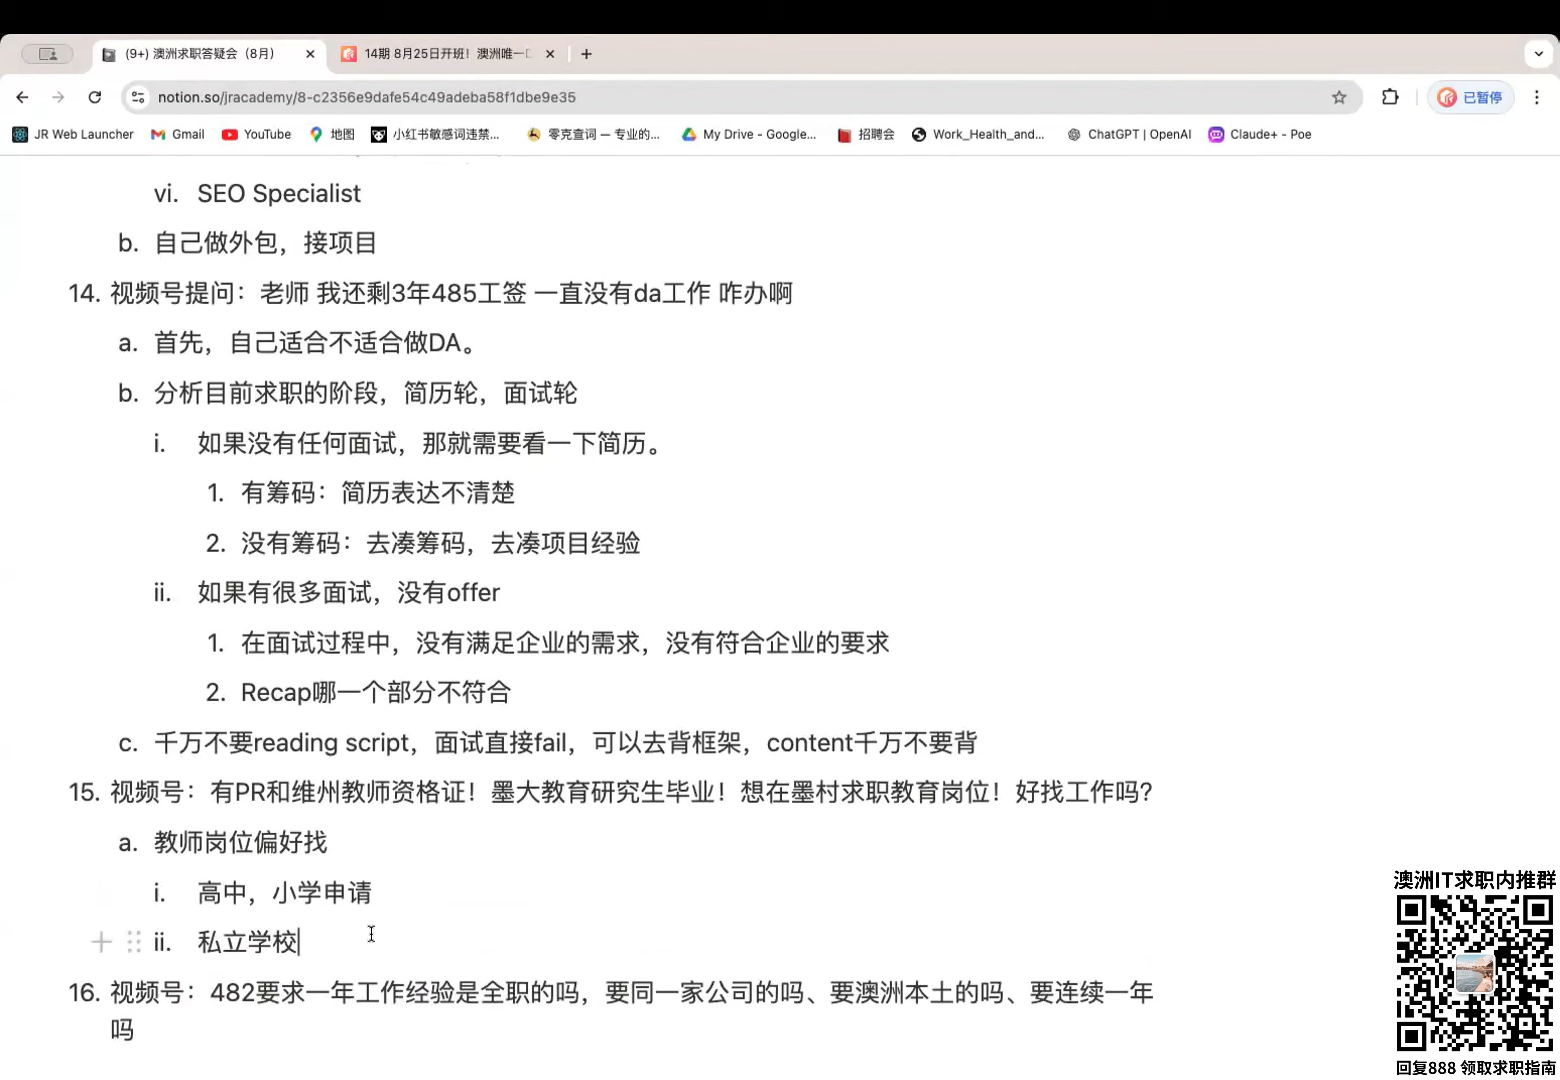 (9+) 澳洲求职答疑会（8月）
14期 8月25日开班！澳洲唯一
notion.so/jracademy/8-c2356e9dafe54c49adeba58f1dbe9e35
已暂停
JR Web Launcher
Gmail
YouTube
地图
小红书敏感词违禁...
零克查词 — 专业的...
My Drive - Google...
招聘会
Work_Health_and...
ChatGPT | OpenAI
Claude+ - Poe
vi. SEO Specialist
b. 自己做外包，接项目
14. 视频号提问：老师 我还剩3年485工签 一直没有da工作 咋办啊
a. 首先，自己适合不适合做DA。
b. 分析目前求职的阶段，简历轮，面试轮
i. 如果没有任何面试，那就需要看一下简历。
1. 有筹码：简历表达不清楚
2. 没有筹码：去凑筹码，去凑项目经验
ii. 如果有很多面试，没有offer
1. 在面试过程中，没有满足企业的需求，没有符合企业的要求
2. Recap哪一个部分不符合
c. 千万不要reading script，面试直接fail，可以去背框架，content千万不要背
15. 视频号：有PR和维州教师资格证！墨大教育研究生毕业！想在墨村求职教育岗位！好找工作吗？
a. 教师岗位偏好找
i. 高中，小学申请
ii. 私立学校
16. 视频号：482要求一年工作经验是全职的吗，要同一家公司的吗、要澳洲本土的吗、要连续一年
吗
澳洲IT求职内推群
回复888 领取求职指南